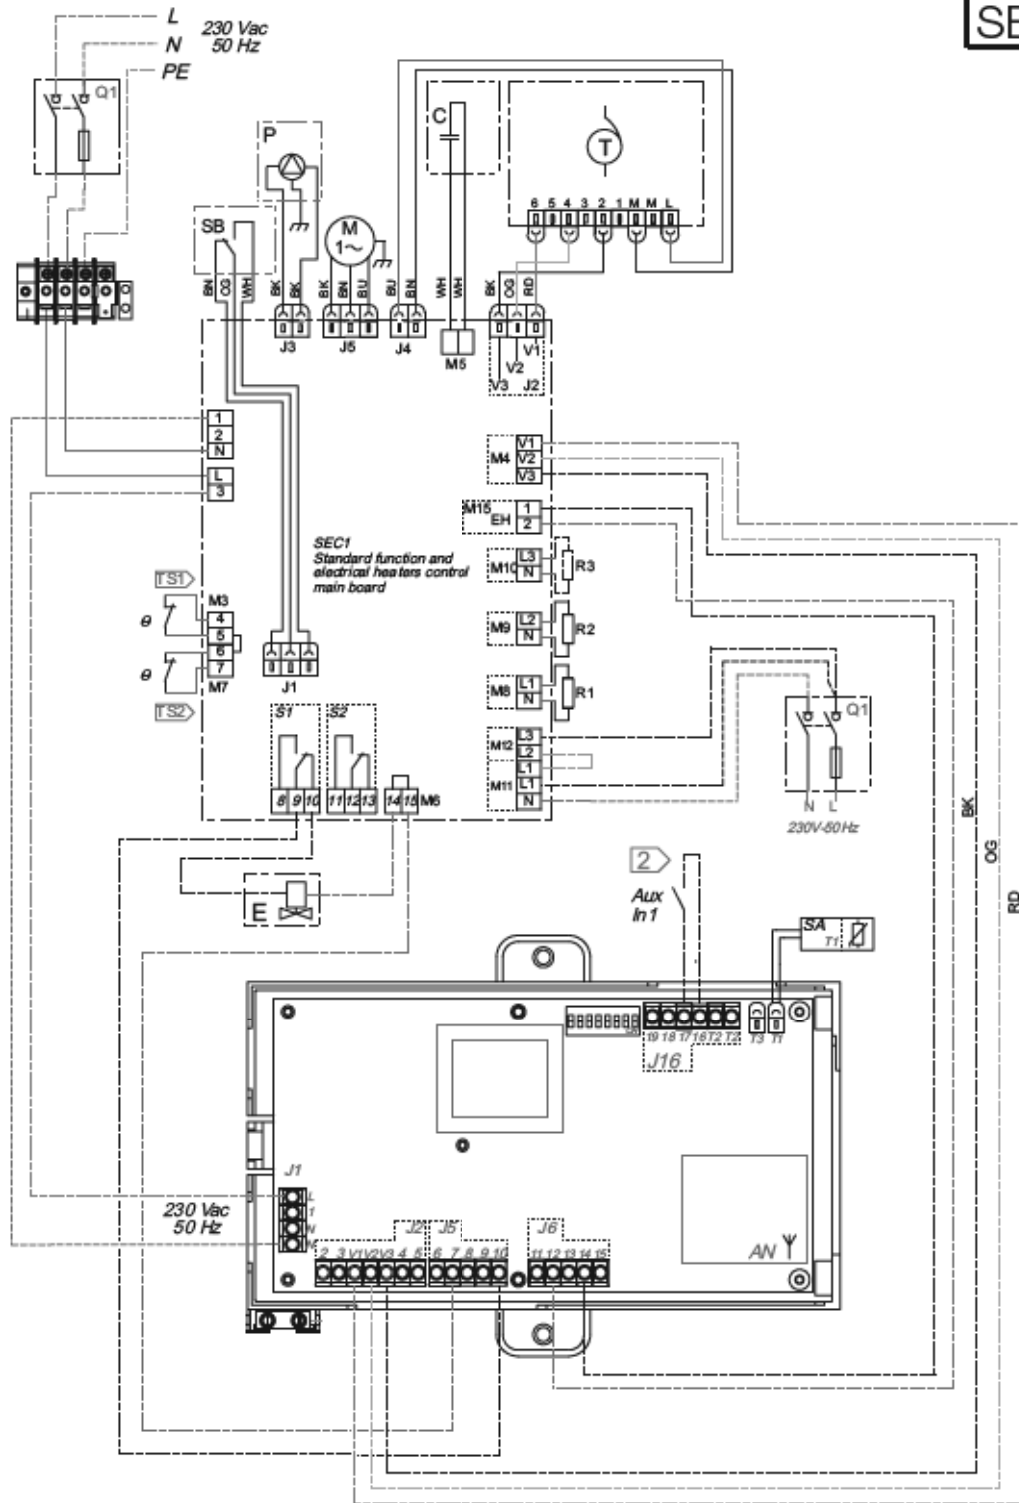 L
230 Vac
N
50 Hz
PE
Q1
P
C
T
6 5 4 3 2 1 M M L
SB
M
1~
BN OG WH
BK BK
BK BN BU
BU BN
WH WH
BK OG RD
J3
J5
J4
M5
V1
V2
V3
J2
1
2
N
L
3
M4
V1
V2
V3
M15
EH
1
2
SEC1
Standard function and
electrical heaters control
main board
M10
L3
N
R3
TS1
M3
θ
4
5
6
7
M7
θ
TS2
J1
M9
L2
N
R2
M8
L1
N
R1
S1
S2
M12
L3
L2
L1
M11
L1
N
8 9 10
11 12 13
14 15
M6
Q1
N L
230V-50Hz
BK
OG
RD
E
2
Aux
In1
SA
T1
19 18 17 16 T2 T2
T3
T1
J16
J1
L
1
N
N
230 Vac
50 Hz
J2
J5
J6
2 3 V1 V2 V3 4 5
6 7 8 9 10
11 12 13 14 15
AN